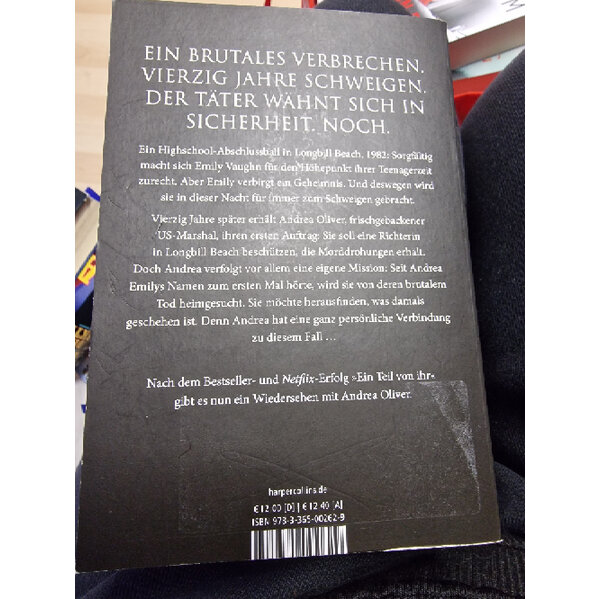 EIN BRUTALES VERBRECHEN.
VIERZIG JAHRE SCHWEIGEN.
DER TÄTER WÄHNT SICH IN
SICHERHEIT. NOCH.
Ein Highschool-Abschlussball in Longbill Beach, 1982: Sorgfältig
macht sich Emily Vaughn für den Höhepunkt ihrer Teenagerzeit
zurecht. Aber Emily verbirgt ein Geheimnis. Und deswegen wird
sie in dieser Nacht für immer zum Schweigen gebracht.
Vierzig Jahre später erhält Andrea Oliver, frischgebackener
US-Marshal, ihren ersten Auftrag: Sie soll eine Richterin
in Longbill Beach beschützen, die Morddrohungen erhält.
Doch Andrea verfolgt vor allem eine eigene Mission: Seit Andrea
Emilys Namen zum ersten Mal hörte, wird sie von deren brutalem
Tod heimgesucht. Sie möchte herausfinden, was damals
geschehen ist. Denn Andrea hat eine ganz persönliche Verbindung
zu diesem Fall …
Nach dem Bestseller- und Netflix-Erfolg »Ein Teil von ihr«
gibt es nun ein Wiedersehen mit Andrea Oliver.
harpercollins.de
€ 12,00 [D] | € 12,40 [A]
ISBN 978-3-365-00262-9